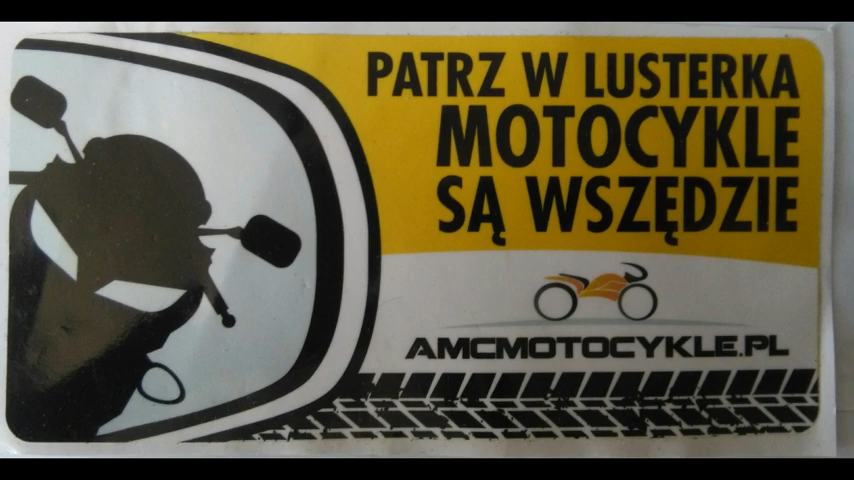 PATRZ W LUSTERKA
MOTOCYKLE
SĄ WSZĘDZIE
AMCMOTOCYKLE.PL